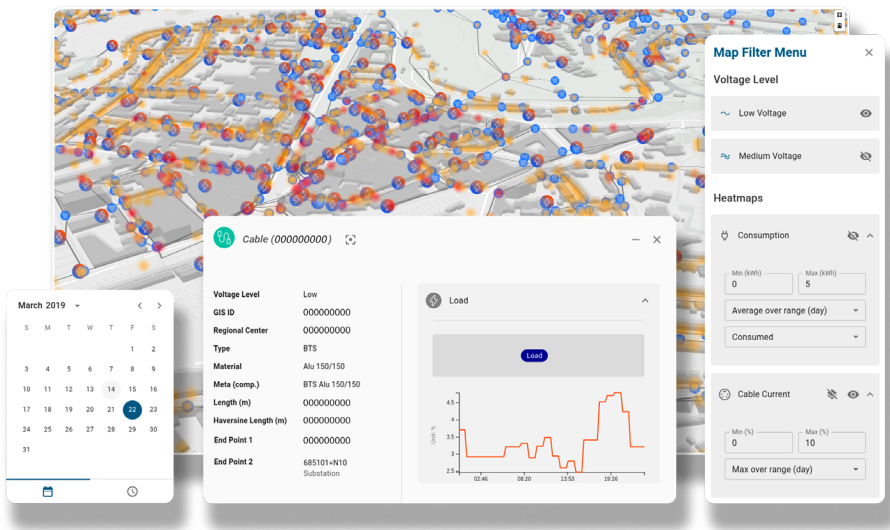 Map Filter Menu
Voltage Level
Low Voltage
Medium Voltage
Heatmaps
Consumption
Min (kWh)
0
Max (kWh)
5
Average over range (day)
Consumed
Cable Current
Min (%)
0
Max (%)
10
Max over range (day)
Cable (000000000)
Voltage Level Low
GIS ID 000000000
Regional Center 000000000
Type BTS
Material Alu 150/150
Meta (comp.) BTS Alu 150/150
Length (m) 000000000
Haversine Length (m) 000000000
End Point 1 000000000
End Point 2 685101=N10
Substation
Load
Load
Unit: %
4.5
4
3.5
3
2.5
02:46 08:20 13:53 19:26
March 2019
S M T W T F S
1 2
3 4 5 6 7 8 9
10 11 12 13 14 15 16
17 18 19 20 21 22 23
24 25 26 27 28 29 30
31